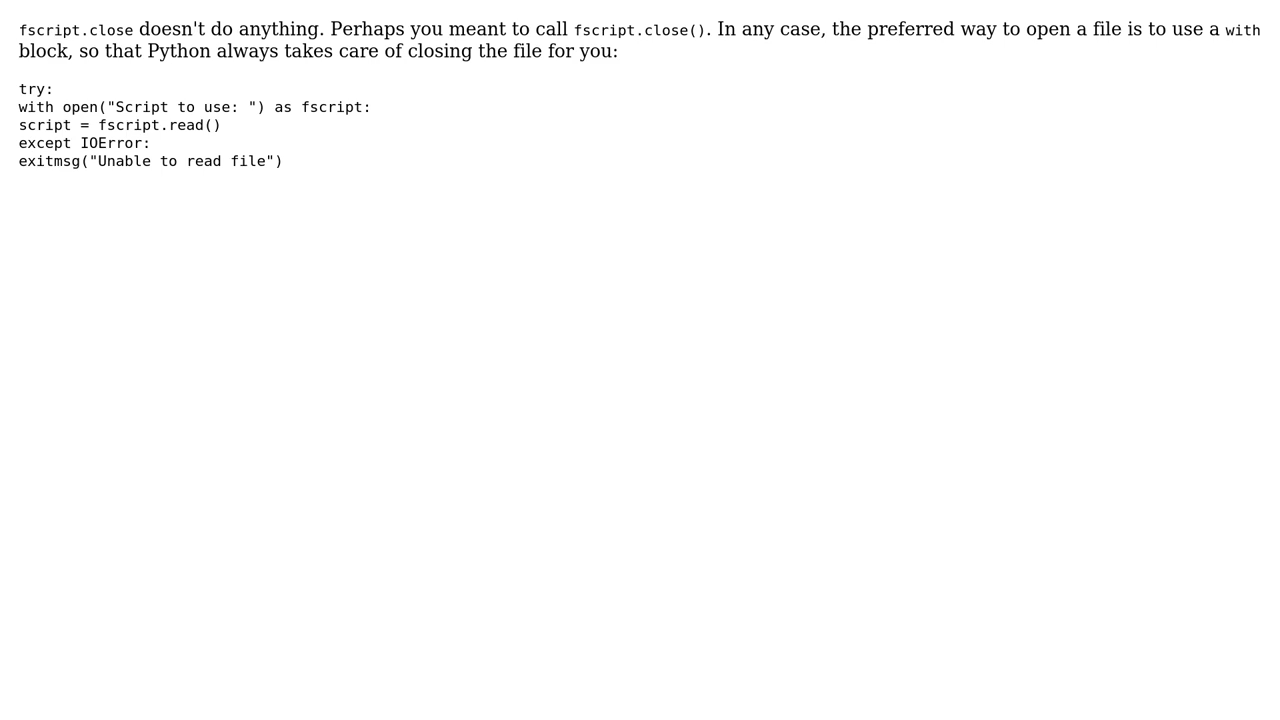 fscript.close doesn't do anything. Perhaps you meant to call fscript.close(). In any case, the preferred way to open a file is to use a with
block, so that Python always takes care of closing the file for you:
try:
with open("Script to use: ") as fscript:
script = fscript.read()
except IOError:
exitmsg("Unable to read file")